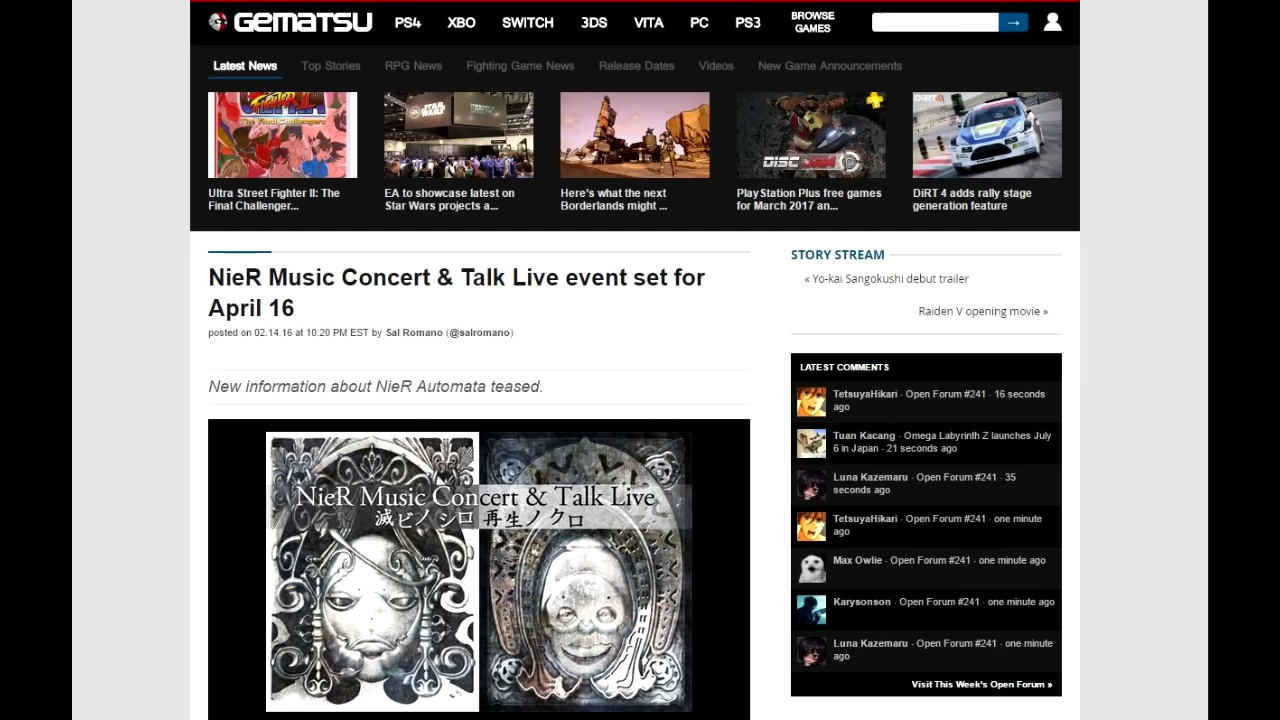 GEMATSU PS4 XBO SWITCH 3DS VITA PC PS3 BROWSE
GAMES
→
Latest News Top Stories RPG News Fighting Game News Release Dates Videos New Game Announcements
The Final Challengers
STAR WARS
DISC JAM
DiRT 4
Ultra Street Fighter II: The
Final Challenger...
EA to showcase latest on
Star Wars projects a...
Here's what the next
Borderlands might ...
PlayStation Plus free games
for March 2017 an...
DiRT 4 adds rally stage
generation feature
NieR Music Concert & Talk Live event set for
April 16
posted on 02.14.16 at 10:20 PM EST by Sal Romano (@salromano)
New information about NieR Automata teased.
NieR Music Concert & Talk Live
滅ビノシロ 再生ノクロ
STORY STREAM
« Yo-kai Sangokushi debut trailer
Raiden V opening movie »
LATEST COMMENTS
TetsuyaHikari · Open Forum #241 · 16 seconds
ago
Tuan Kacang · Omega Labyrinth Z launches July
6 in Japan · 21 seconds ago
Luna Kazemaru · Open Forum #241 · 35
seconds ago
TetsuyaHikari · Open Forum #241 · one minute
ago
Max Owlie · Open Forum #241 · one minute ago
Karysonson · Open Forum #241 · one minute ago
Luna Kazemaru · Open Forum #241 · one minute
ago
Visit This Week's Open Forum »